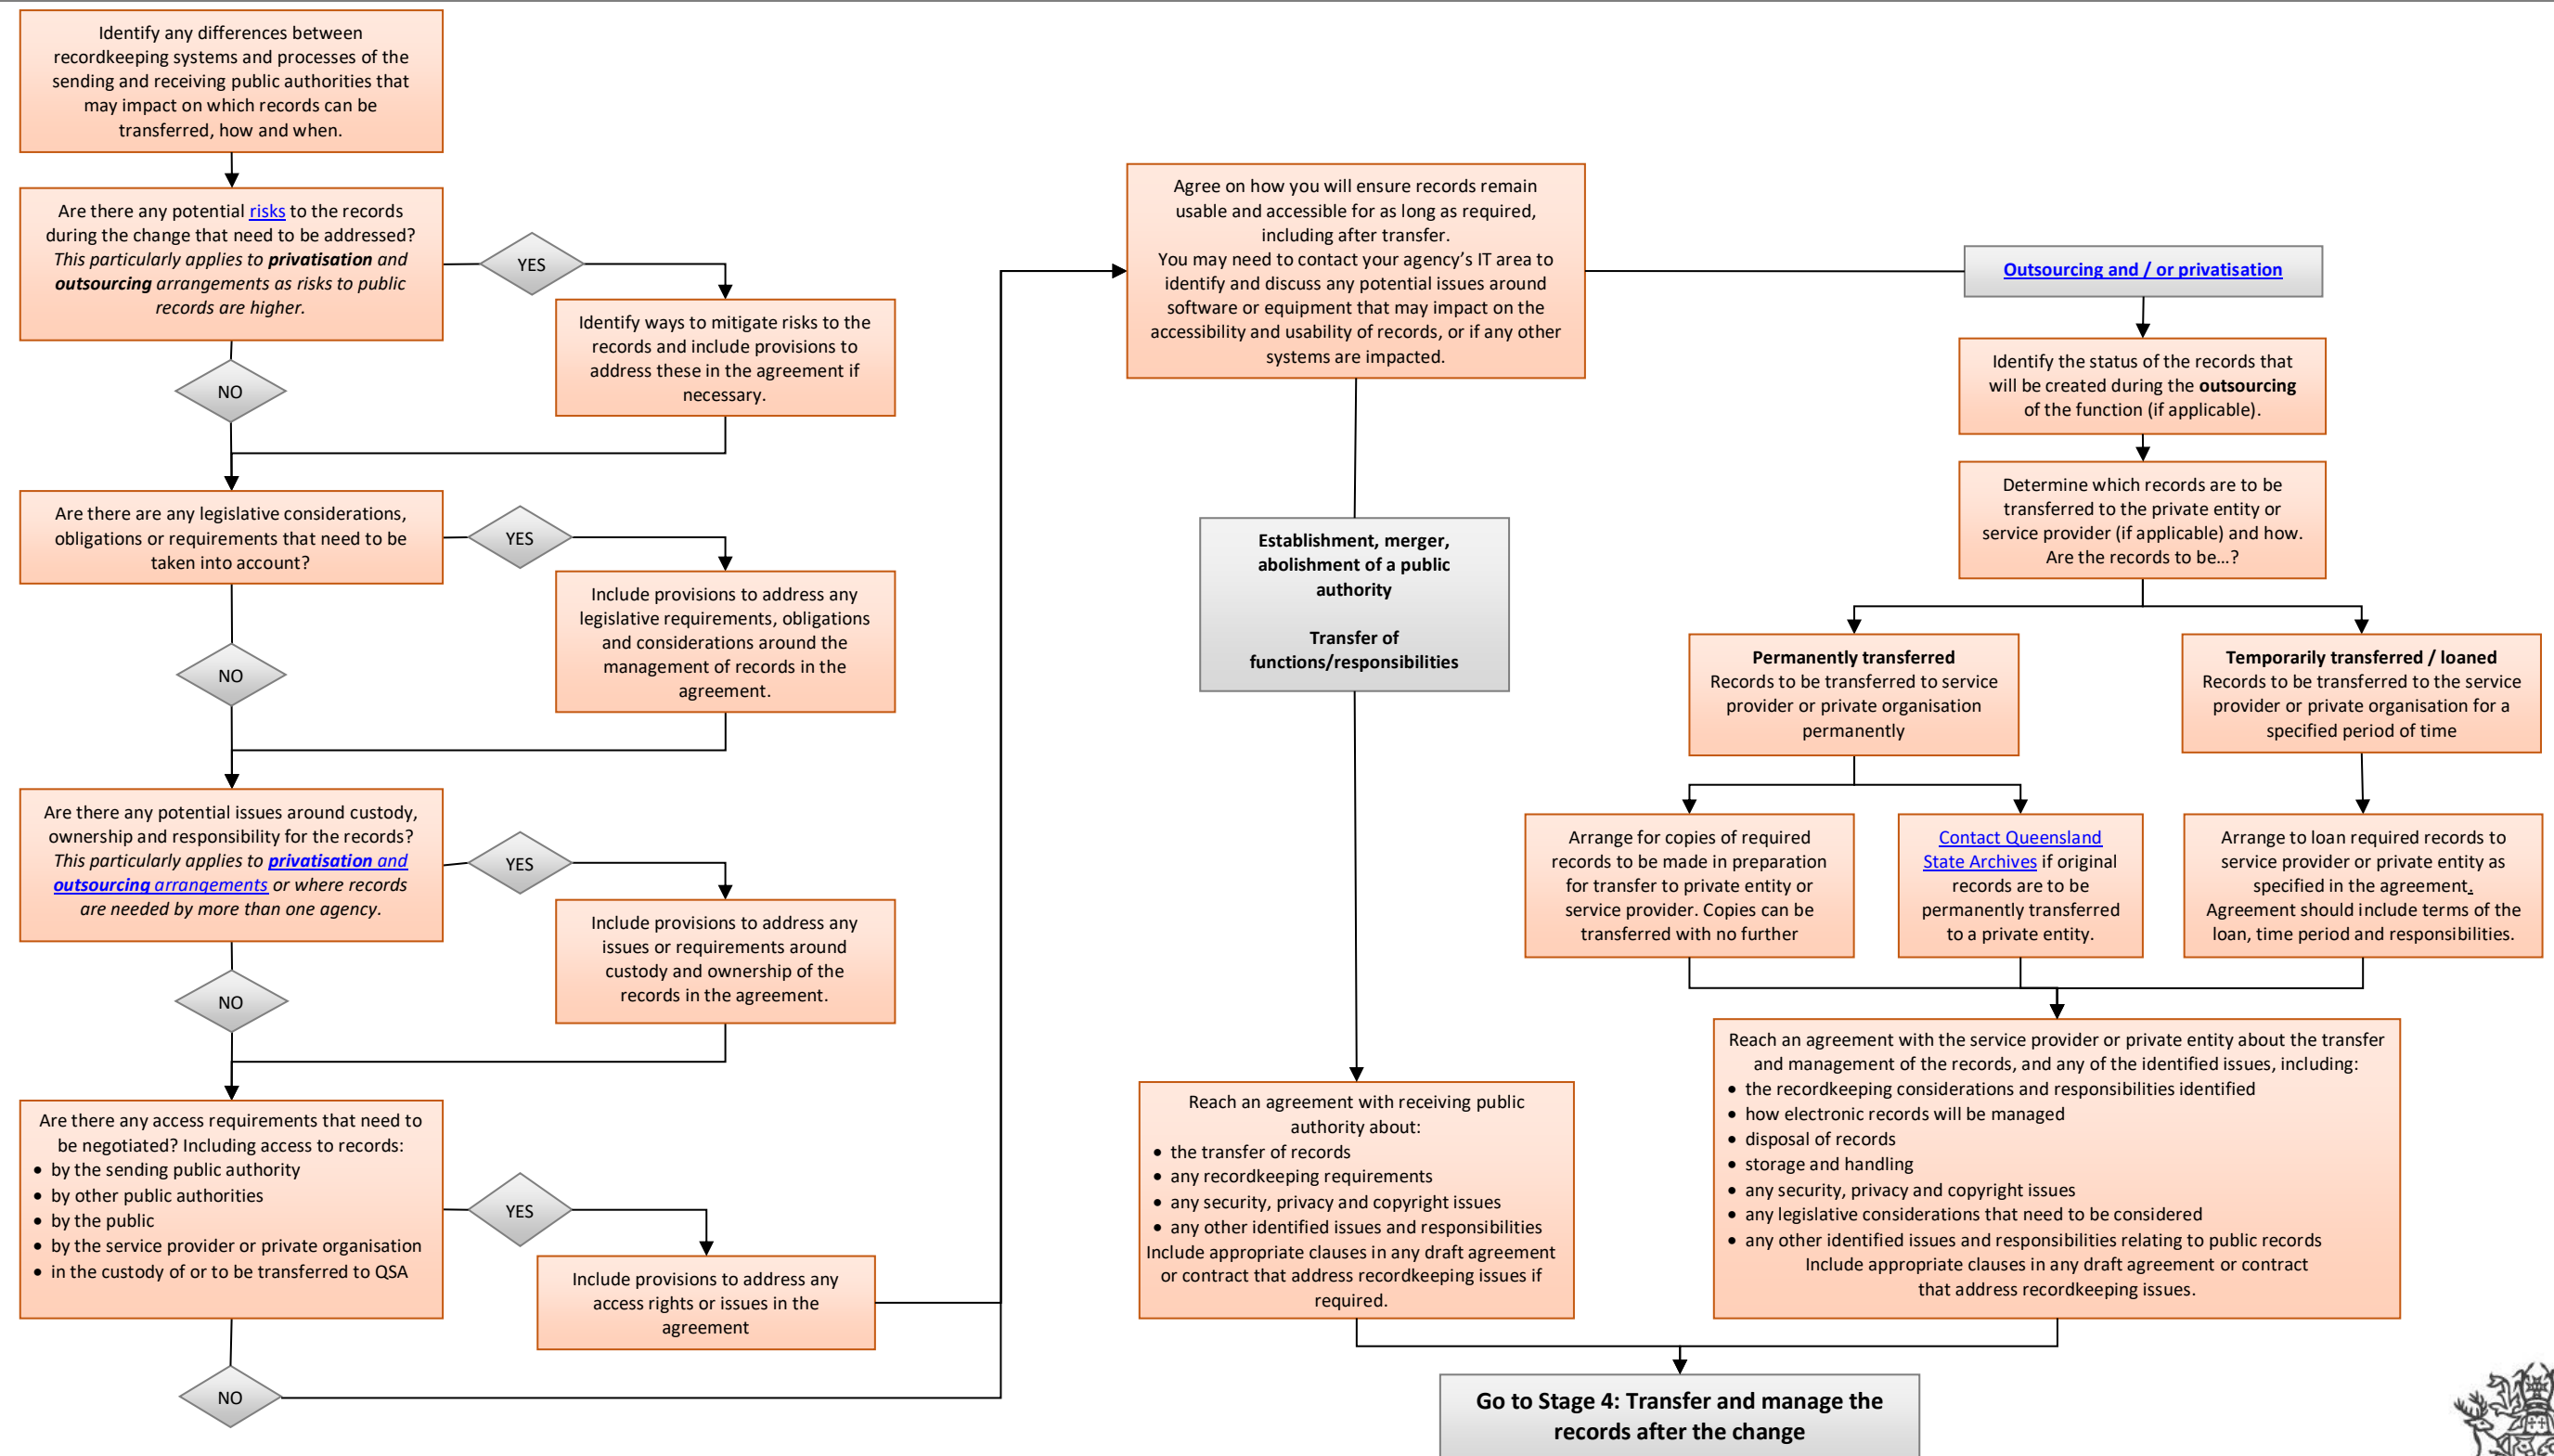 Identify any differences between
recordkeeping systems and processes of the
sending and receiving public authorities that
may impact on which records can be
transferred, how and when.
Are there any potential risks to the records
during the change that need to be addressed?
This particularly applies to privatisation and
outsourcing arrangements as risks to public
records are higher.
YES
Identify ways to mitigate risks to the
records and include provisions to
address these in the agreement if
necessary.
NO
Are there are any legislative considerations,
obligations or requirements that need to be
taken into account?
YES
Include provisions to address any
legislative requirements, obligations
and considerations around the
management of records in the
agreement.
NO
Are there any potential issues around custody,
ownership and responsibility for the records?
This particularly applies to privatisation and
outsourcing arrangements or where records
are needed by more than one agency.
YES
Include provisions to address any
issues or requirements around
custody and ownership of the
records in the agreement.
NO
Are there any access requirements that need to
be negotiated? Including access to records:
• by the sending public authority
• by other public authorities
• by the public
• by the service provider or private organisation
• in the custody of or to be transferred to QSA
YES
Include provisions to address any
access rights or issues in the
agreement
NO
Agree on how you will ensure records remain
usable and accessible for as long as required,
including after transfer.
You may need to contact your agency’s IT area to
identify and discuss any potential issues around
software or equipment that may impact on the
accessibility and usability of records, or if any other
systems are impacted.
Establishment, merger,
abolishment of a public
authority
Transfer of
functions/responsibilities
Reach an agreement with receiving public
authority about:
• the transfer of records
• any recordkeeping requirements
• any security, privacy and copyright issues
• any other identified issues and responsibilities
Include appropriate clauses in any draft agreement
or contract that address recordkeeping issues if
required.
Outsourcing and / or privatisation
Identify the status of the records that
will be created during the outsourcing
of the function (if applicable).
Determine which records are to be
transferred to the private entity or
service provider (if applicable) and how.
Are the records to be…?
Permanently transferred
Records to be transferred to service
provider or private organisation
permanently
Temporarily transferred / loaned
Records to be transferred to the service
provider or private organisation for a
specified period of time
Arrange for copies of required
records to be made in preparation
for transfer to private entity or
service provider. Copies can be
transferred with no further
Contact Queensland
State Archives if original
records are to be
permanently transferred
to a private entity.
Arrange to loan required records to
service provider or private entity as
specified in the agreement.
Agreement should include terms of the
loan, time period and responsibilities.
Reach an agreement with the service provider or private entity about the transfer
and management of the records, and any of the identified issues, including:
• the recordkeeping considerations and responsibilities identified
• how electronic records will be managed
• disposal of records
• storage and handling
• any security, privacy and copyright issues
• any legislative considerations that need to be considered
• any other identified issues and responsibilities relating to public records
Include appropriate clauses in any draft agreement or contract
that address recordkeeping issues.
Go to Stage 4: Transfer and manage the
records after the change